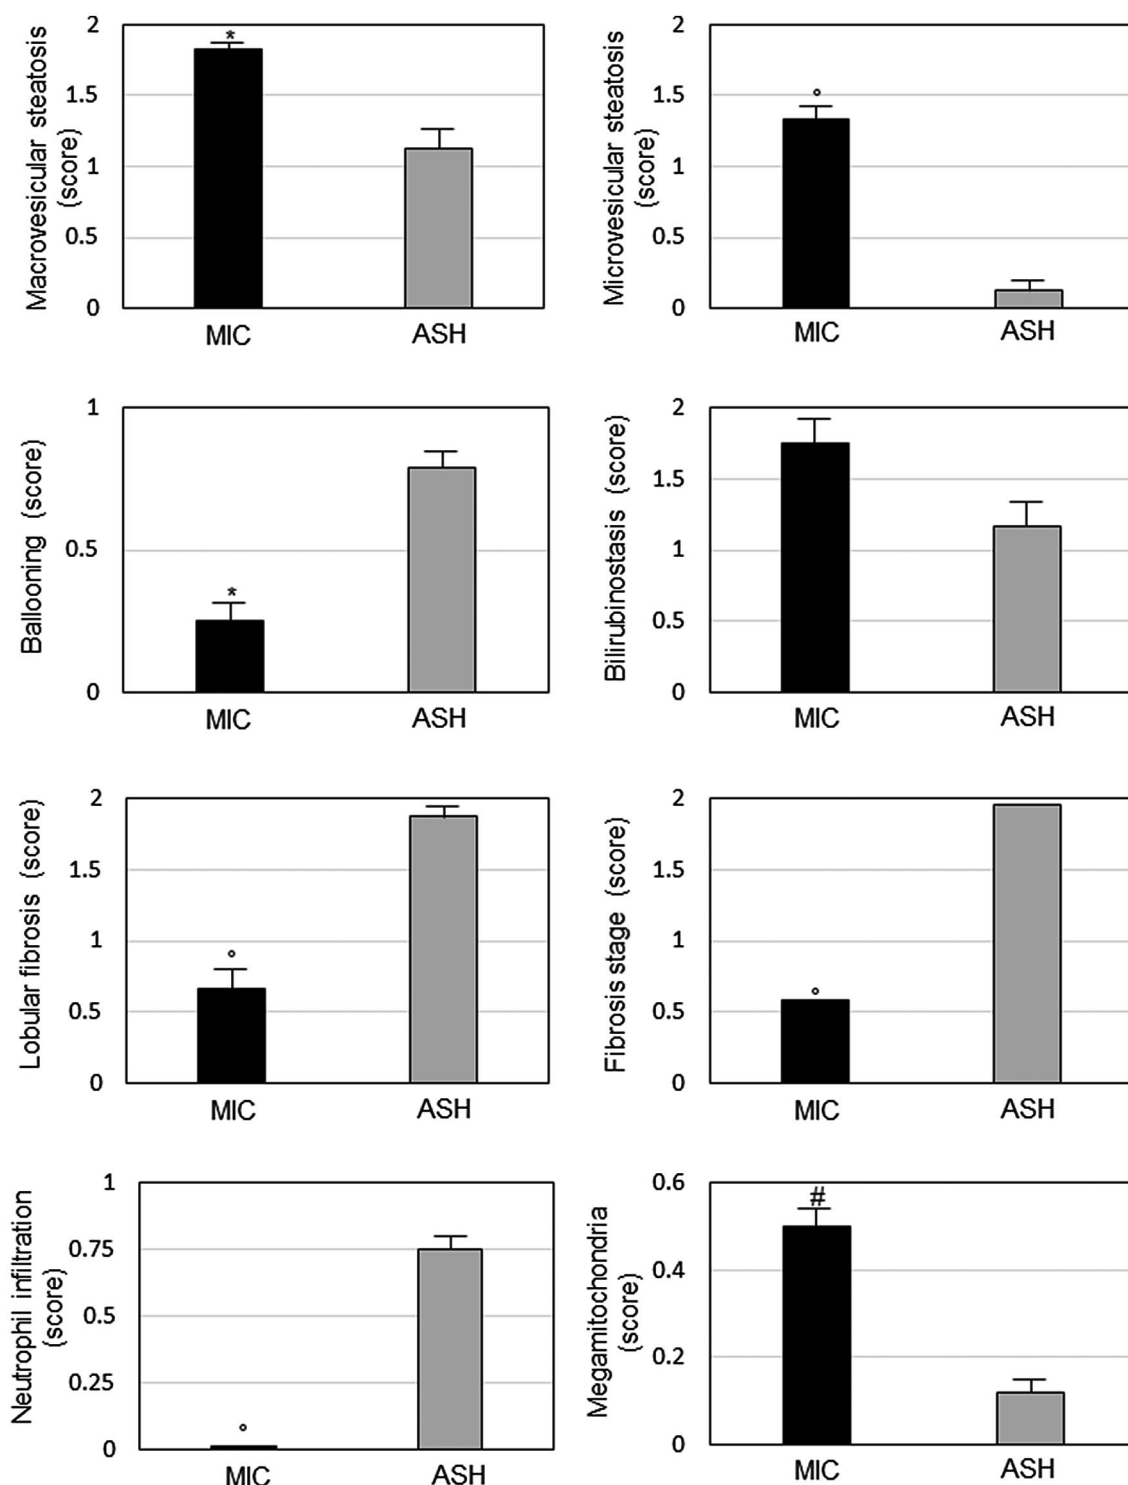 Macrovesicular steatosis
(score)
2
1.5
1
0.5
0
*
MIC
ASH
Microvesicular steatosis
(score)
2
1.5
1
0.5
0
°
MIC
ASH
Ballooning (score)
1
0.5
0
*
MIC
ASH
Bilirubinostasis (score)
2
1.5
1
0.5
0
MIC
ASH
Lobular fibrosis (score)
2
1.5
1
0.5
0
°
MIC
ASH
Fibrosis stage (score)
2
1.5
1
0.5
0
°
MIC
ASH
Neutrophil infiltration
(score)
1
0.75
0.5
0.25
0
°
MIC
ASH
Megamitochondria
(score)
0.6
0.4
0.2
0
#
MIC
ASH